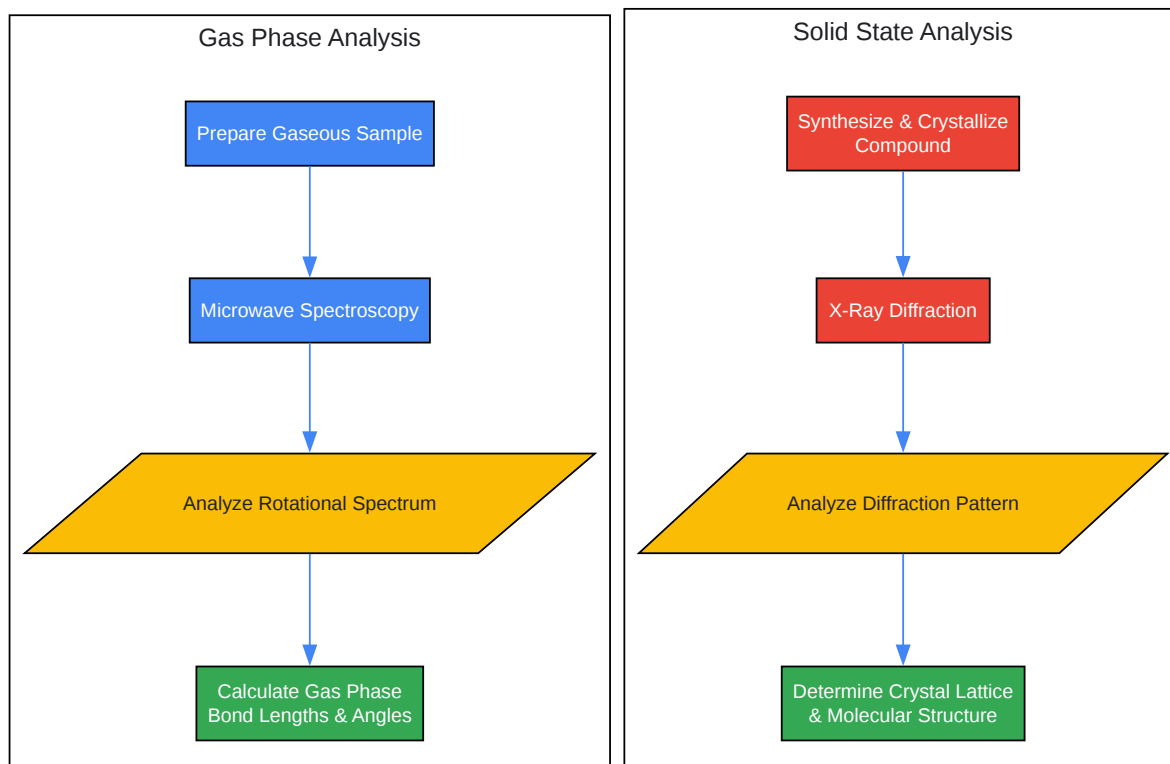 Gas Phase Analysis
Prepare Gaseous Sample
Microwave Spectroscopy
Analyze Rotational Spectrum
Calculate Gas Phase
Bond Lengths & Angles
Solid State Analysis
Synthesize & Crystallize
Compound
X-Ray Diffraction
Analyze Diffraction Pattern
Determine Crystal Lattice
& Molecular Structure